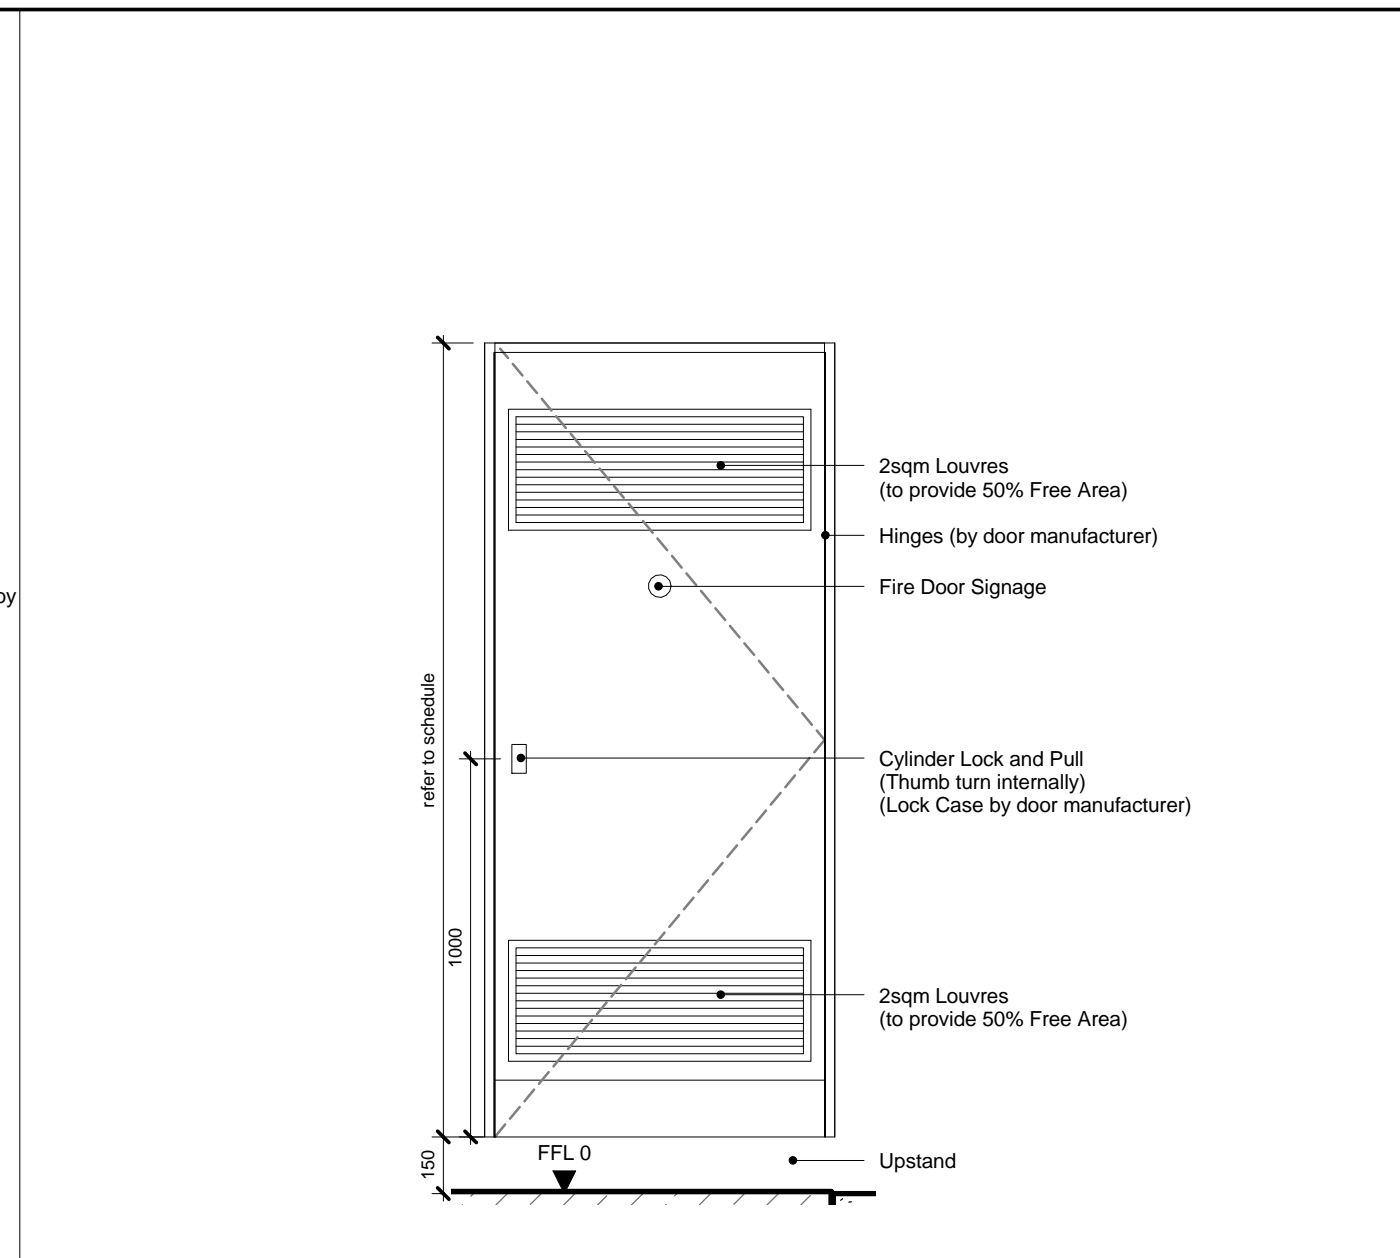 2sqm Louvres
(to provide 50% Free Area)
Hinges (by door manufacturer)
Fire Door Signage
by
refer to schedule
Cylinder Lock and Pull
(Thumb turn internally)
(Lock Case by door manufacturer)
1000
2sqm Louvres
(to provide 50% Free Area)
150
FFL 0
Upstand